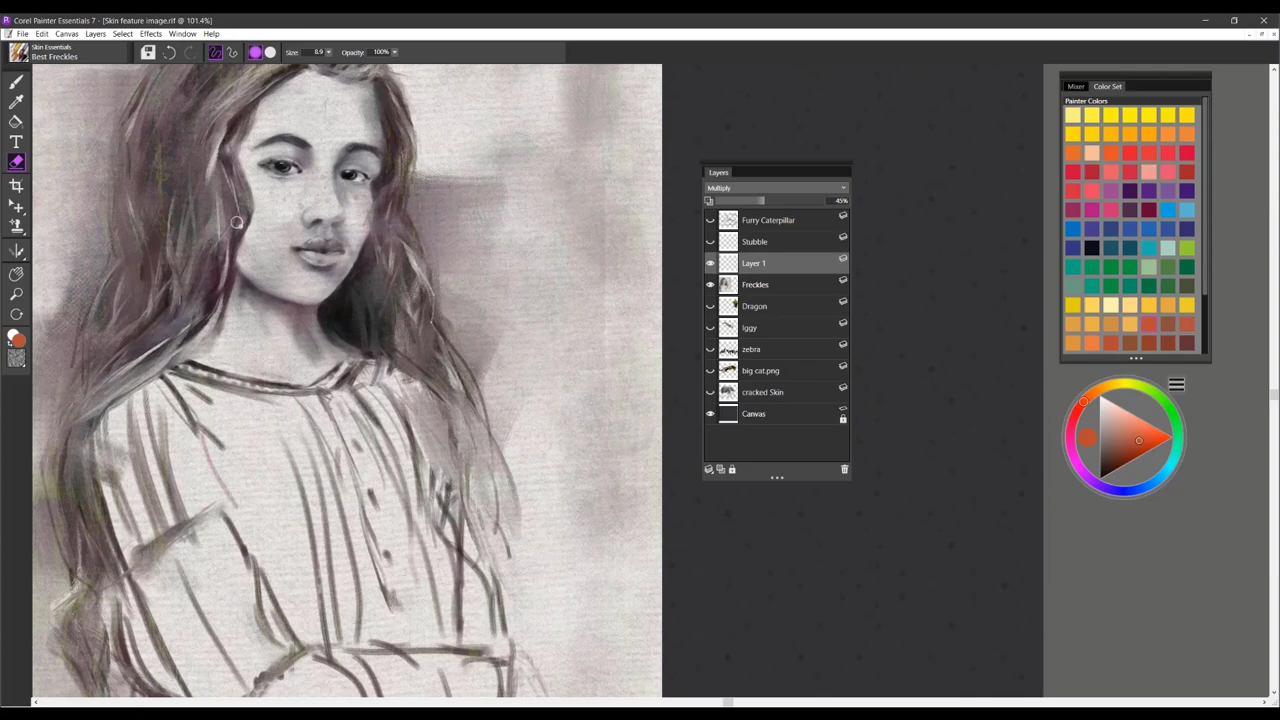 Corel Painter Essentials 7 - [Skin feature image.rif @ 101.4%]
File Edit Canvas Layers Select Effects Window Help
Skin Essentials
Best Freckles
Size: 8.9 Opacity: 100%
Mixer Color Set
Painter Colors
Layers
Multiply
45%
Furry Caterpillar
Stubble
Layer 1
Freckles
Dragon
Iggy
zebra
big cat.png
cracked Skin
Canvas